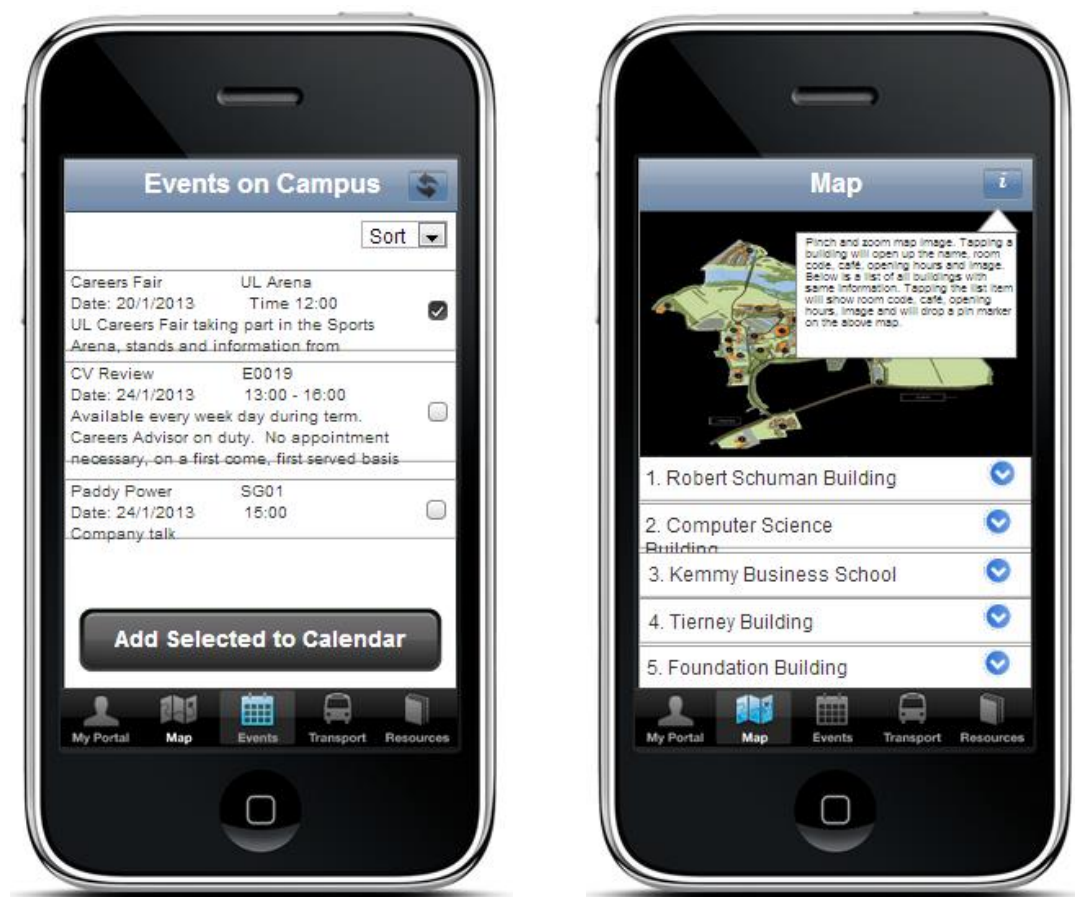 Events on Campus
Sort
Careers Fair UL Arena
Date: 20/1/2013 Time 12:00
UL Careers Fair taking part in the Sports
Arena, stands and information from
CV Review E0019
Date: 24/1/2013 13:00 - 16:00
Available every week day during term.
Careers Advisor on duty. No appointment
necessary, on a first come, first served basis
Paddy Power SG01
Date: 24/1/2013 15:00
Company talk
Add Selected to Calendar
My Portal Map Events Transport Resources
Map
i
Pinch and zoom map image. Tapping a
building will open up the name, room
code, café, opening hours and image.
Below is a list of all buildings with
same information. Tapping the list item
will show room code, café, opening
hours, image and will drop a pin marker
on the above map.
1. Robert Schuman Building
2. Computer Science
Building
3. Kemmy Business School
4. Tierney Building
5. Foundation Building
My Portal Map Events Transport Resources